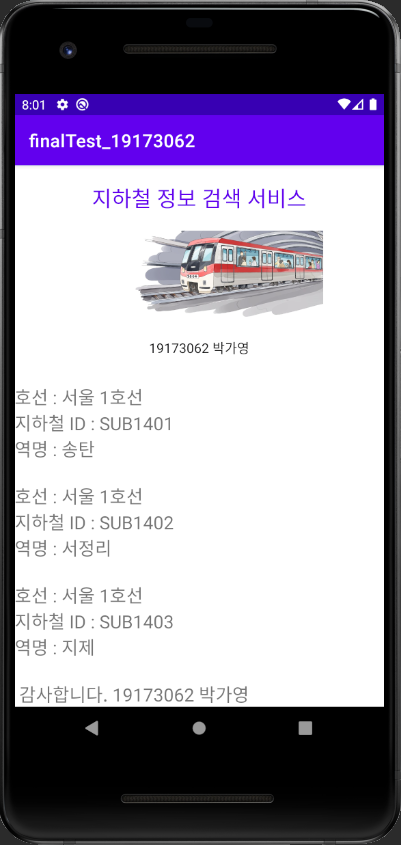 8:01
finalTest_19173062
지하철 정보 검색 서비스
19173062 박가영
호선 : 서울 1호선
지하철 ID : SUB1401
역명 : 송탄
호선 : 서울 1호선
지하철 ID : SUB1402
역명 : 서정리
호선 : 서울 1호선
지하철 ID : SUB1403
역명 : 지제
감사합니다. 19173062 박가영